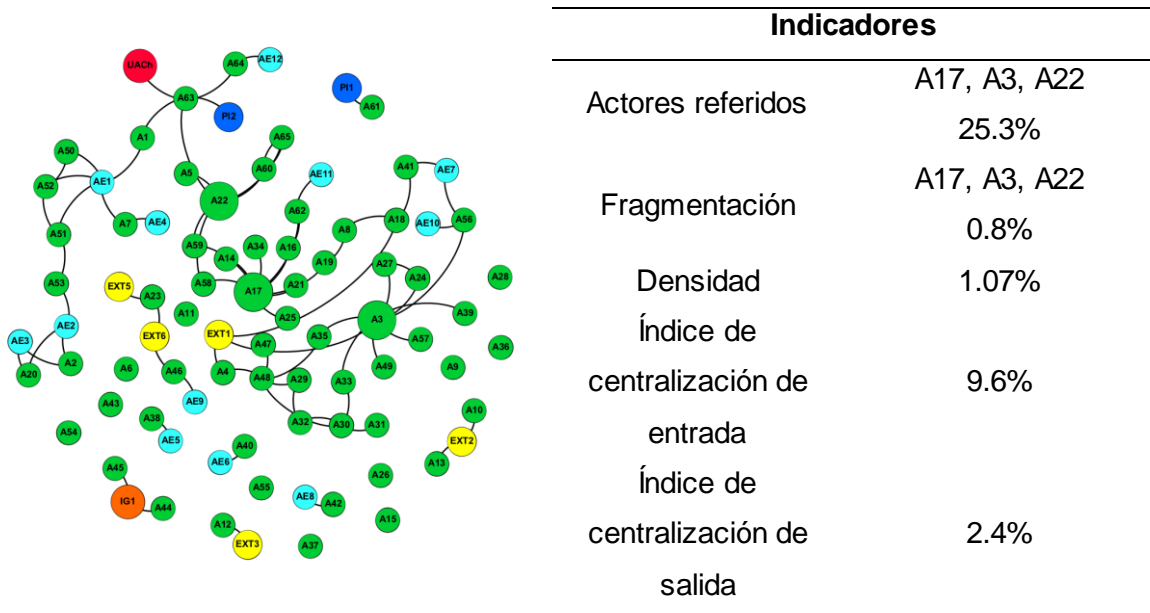 UACh
A64
AE12
PI1
A63
PI2
A61
A1
A65
A50
A60
AE11
A41
AE7
A52
AE1
A5
A22
A62
A18
A56
A7
AE4
A8
AE10
A51
A59
A34
A16
A14
A19
A27
A28
A53
EXT5
A58
A17
A21
A24
A23
A11
A25
A3
A39
AE2
AE3
EXT6
EXT1
A47
A35
A57
A36
A20
A2
A6
A46
A4
A48
A29
A33
A49
A9
AE9
A43
A38
A32
A30
A31
A10
A54
AE5
A40
EXT2
A45
AE6
A13
A26
IG1
A44
A55
AE8
A42
A12
A15
EXT3
A37
Indicadores
Actores referidos
A17, A3, A22
25.3%
Fragmentación
A17, A3, A22
0.8%
Densidad
1.07%
Índice de
centralización de
entrada
9.6%
Índice de
centralización de
salida
2.4%